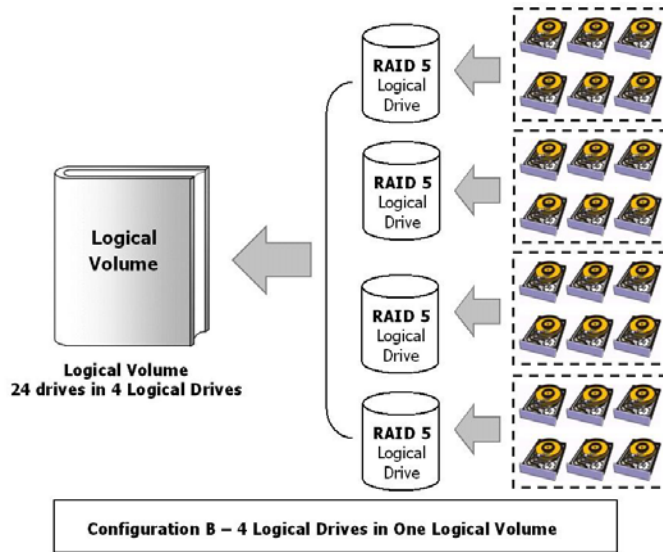 RAID 5
Logical
Drive
RAID 5
Logical
Drive
Logical
Volume
RAID 5
Logical
Drive
Logical Volume
24 drives in 4 Logical Drives
RAID 5
Logical
Drive
Configuration B – 4 Logical Drives in One Logical Volume